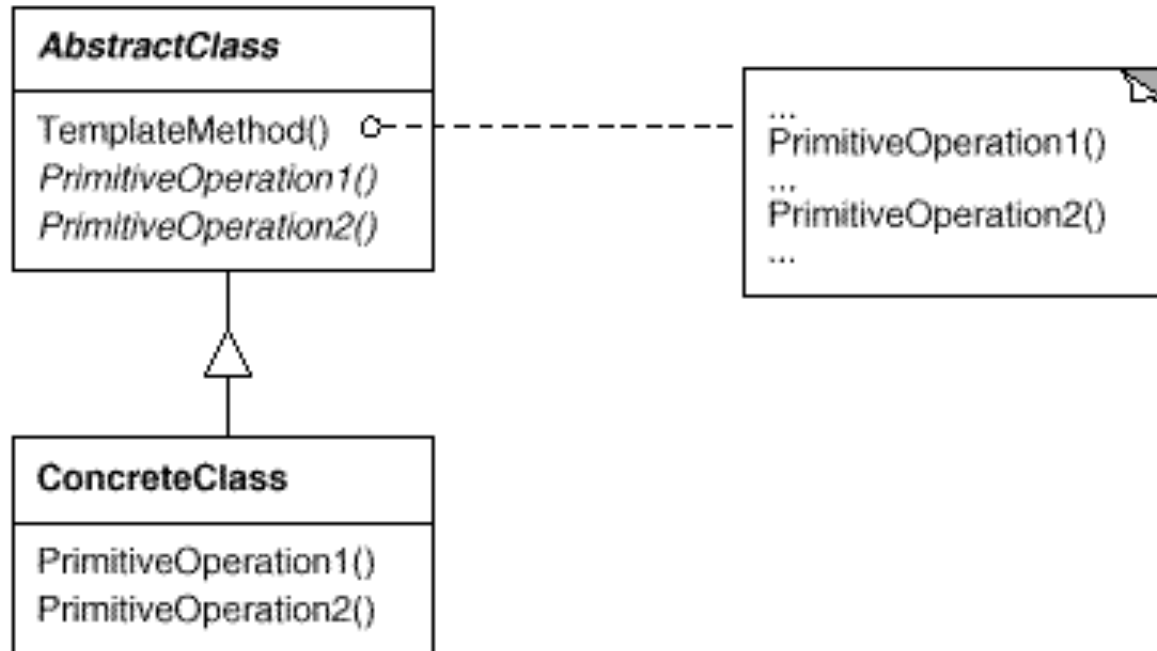 AbstractClass
TemplateMethod()
PrimitiveOperation1()
PrimitiveOperation2()
...
PrimitiveOperation1()
...
PrimitiveOperation2()
...
ConcreteClass
PrimitiveOperation1()
PrimitiveOperation2()